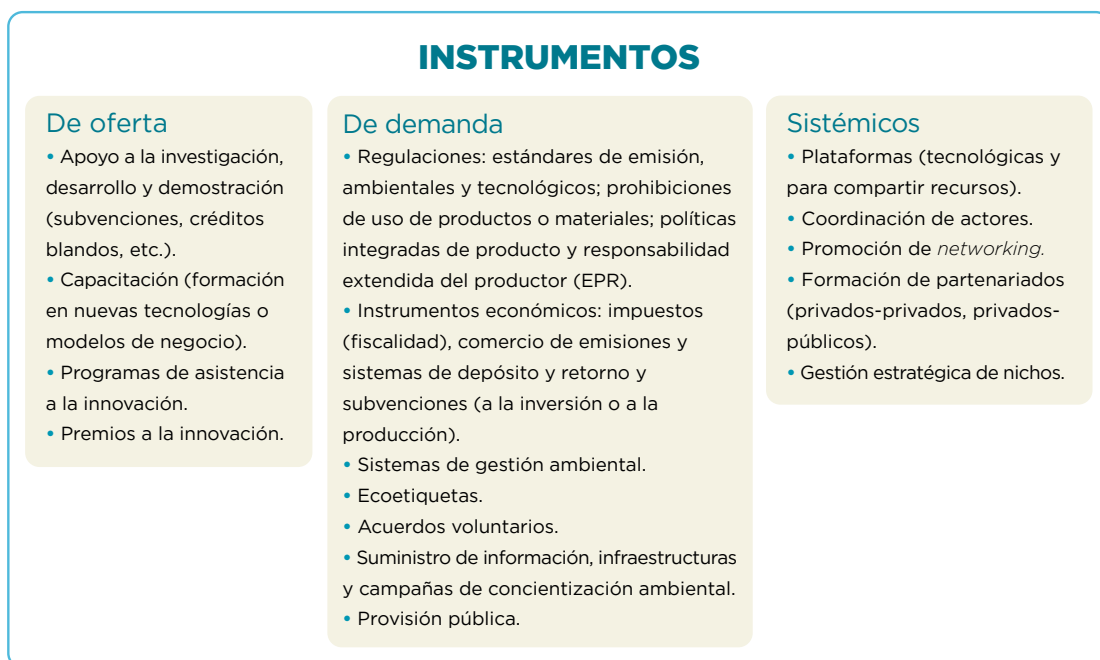 INSTRUMENTOS
De oferta
• Apoyo a la investigación,
desarrollo y demostración
(subvenciones, créditos
blandos, etc.).
• Capacitación (formación
en nuevas tecnologías o
modelos de negocio).
• Programas de asistencia
a la innovación.
• Premios a la innovación.
De demanda
• Regulaciones: estándares de emisión,
ambientales y tecnológicos; prohibiciones
de uso de productos o materiales; políticas
integradas de producto y responsabilidad
extendida del productor (EPR).
• Instrumentos económicos: impuestos
(fiscalidad), comercio de emisiones y
sistemas de depósito y retorno y
subvenciones (a la inversión o a la
producción).
• Sistemas de gestión ambiental.
• Ecoetiquetas.
• Acuerdos voluntarios.
• Suministro de información, infraestructuras
y campañas de concientización ambiental.
• Provisión pública.
Sistémicos
• Plataformas (tecnológicas y
para compartir recursos).
• Coordinación de actores.
• Promoción de networking.
• Formación de partenariados
(privados-privados, privados-
públicos).
• Gestión estratégica de nichos.